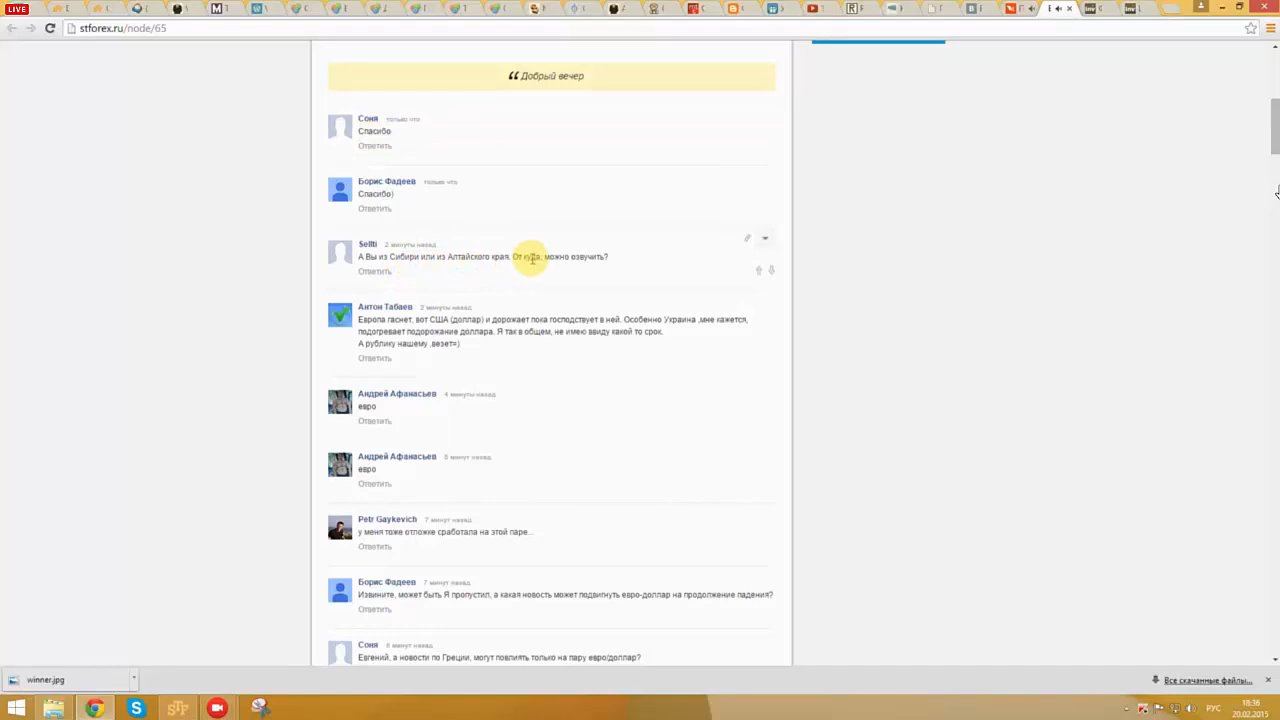 LIVE
stforex.ru/node/65
Добрый вечер
Соня только что
Спасибо
Ответить
Борис Фадеев только что
Спасибо)
Ответить
Sellti 2 минуты назад
А Вы из Сибири или из Алтайского края. От куда, можно озвучить?
Ответить
Антон Табаев 2 минуты назад
Европа гаснет, вот США (доллар) и дорожает пока господствует в ней. Особенно Украина ,мне кажется,
подогревает подорожание доллара. Я так в общем, не имею ввиду какой то срок.
А рублику нашему ,везет=)
Ответить
Андрей Афанасьев 4 минуты назад
евро
Ответить
Андрей Афанасьев 5 минут назад
евро
Ответить
Petr Gaykevich 7 минут назад
у меня тоже отложке сработала на этой паре...
Ответить
Борис Фадеев 7 минут назад
Извините, может быть Я пропустил, а какая новость может подвигнуть евро-доллар на продолжение падения?
Ответить
Соня 8 минут назад
Евгений, а новости по Греции, могут повлиять только на пару евро/доллар?
winner.jpg
Все скачанные файлы...
STP
РУС
18:36
20.02.2015